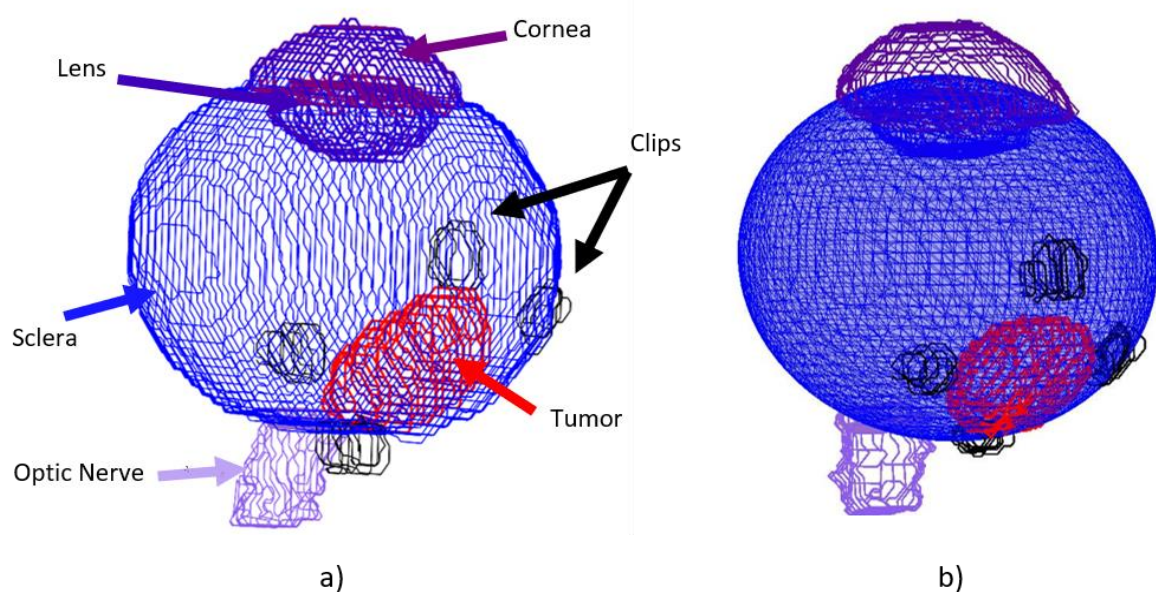 Cornea
Lens
Clips
Sclera
Tumor
Optic Nerve
a)
b)